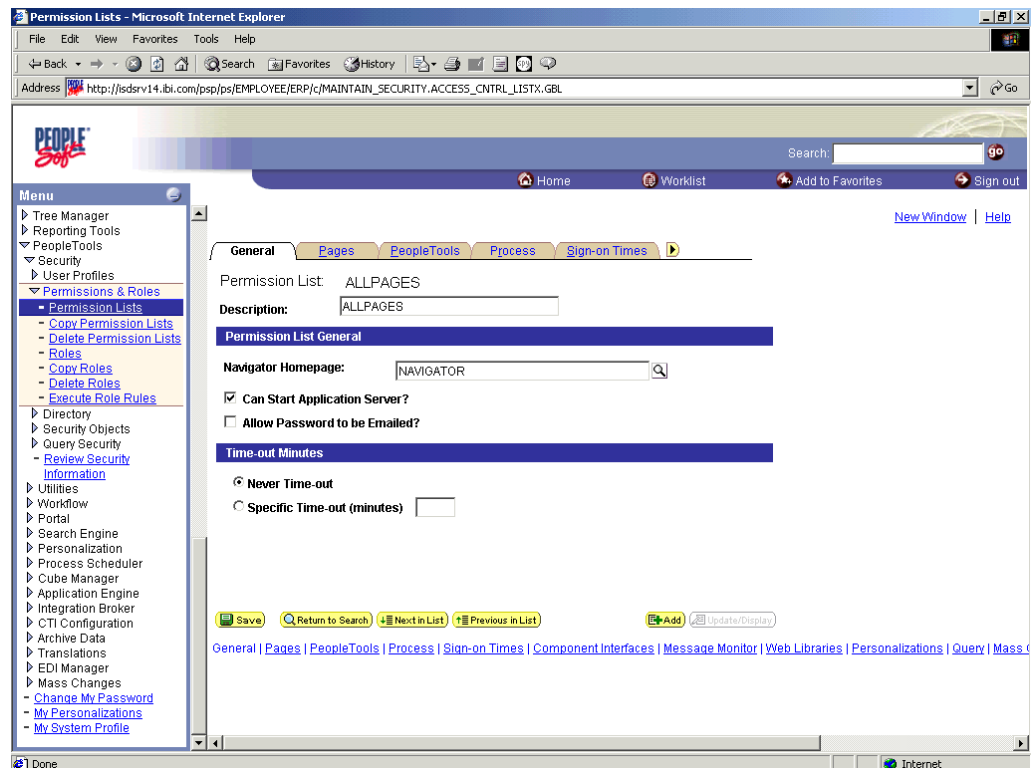 Permission Lists - Microsoft Internet Explorer
File Edit View Favorites Tools Help
Back Search Favorites History
Address http://isdsrv14.ibi.com/psp/ps/EMPLOYEE/ERP/c/MAINTAIN_SECURITY.ACCESS_CNTRL_LISTX.GBL Go
PEOPLE
Soft
Search: go
Home Worklist Add to Favorites Sign out
Menu
Tree Manager
Reporting Tools
PeopleTools
Security
User Profiles
Permissions & Roles
Permission Lists
Copy Permission Lists
Delete Permission Lists
Roles
Copy Roles
Delete Roles
Execute Role Rules
Directory
Security Objects
Query Security
Review Security
Information
Utilities
Workflow
Portal
Search Engine
Personalization
Process Scheduler
Cube Manager
Application Engine
Integration Broker
CTI Configuration
Archive Data
Translations
EDI Manager
Mass Changes
Change My Password
My Personalizations
My System Profile
New Window | Help
General Pages PeopleTools Process Sign-on Times
Permission List: ALLPAGES
Description: ALLPAGES
Permission List General
Navigator Homepage: NAVIGATOR
Can Start Application Server?
Allow Password to be Emailed?
Time-out Minutes
Never Time-out
Specific Time-out (minutes)
Save Return to Search Next in List Previous in List Add Update/Display
General | Pages | PeopleTools | Process | Sign-on Times | Component Interfaces | Message Monitor | Web Libraries | Personalizations | Query | Mass
Done Internet